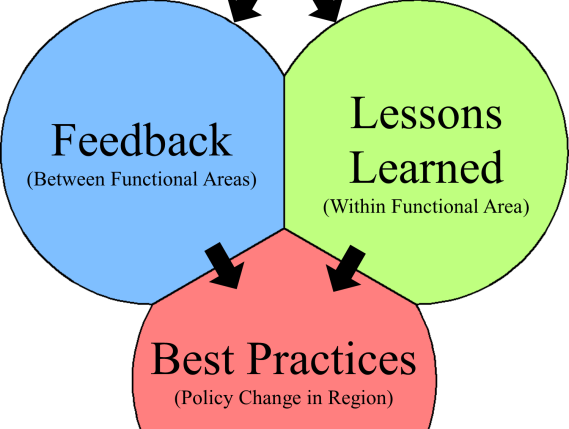 Feedback
(Between Functional Areas)
Lessons
Learned
(Within Functional Area)
Best Practices
(Policy Change in Region)